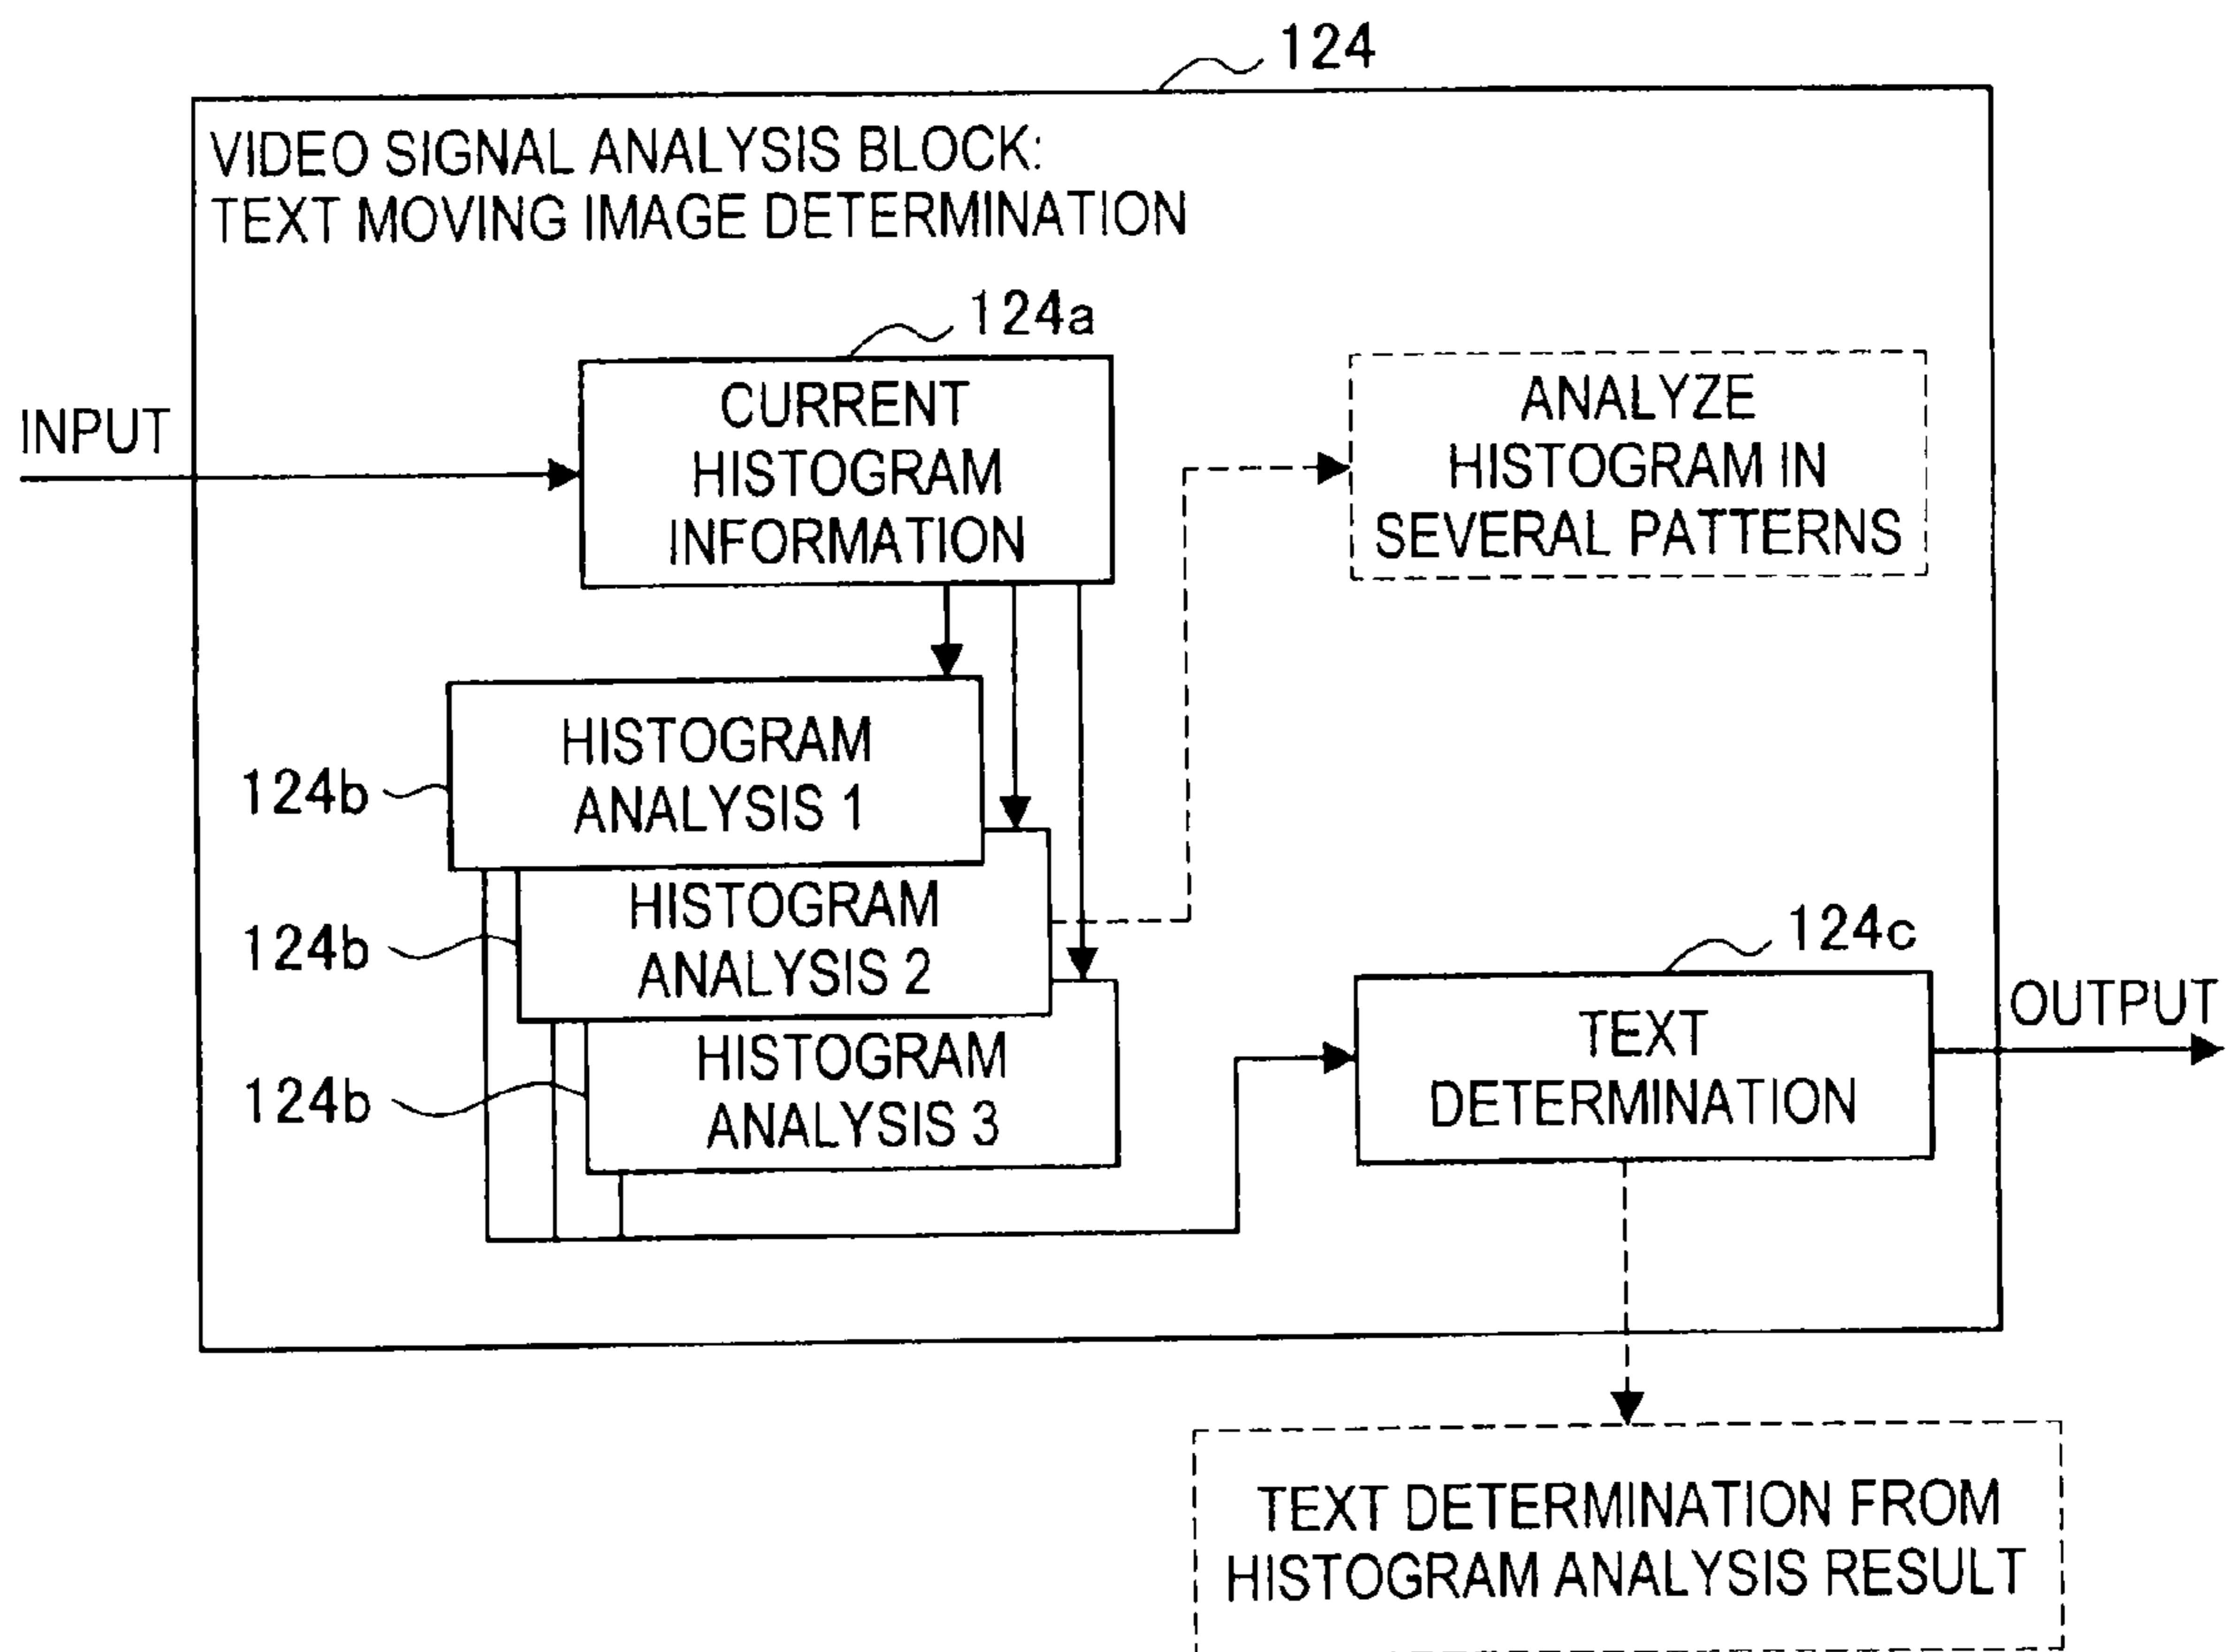 124
VIDEO SIGNAL ANALYSIS BLOCK:
TEXT MOVING IMAGE DETERMINATION
124a
INPUT
CURRENT
HISTOGRAM
INFORMATION
ANALYZE
HISTOGRAM IN
SEVERAL PATTERNS
124b
HISTOGRAM
ANALYSIS 1
124b
HISTOGRAM
ANALYSIS 2
124b
HISTOGRAM
ANALYSIS 3
124c
TEXT
DETERMINATION
OUTPUT
TEXT DETERMINATION FROM
HISTOGRAM ANALYSIS RESULT